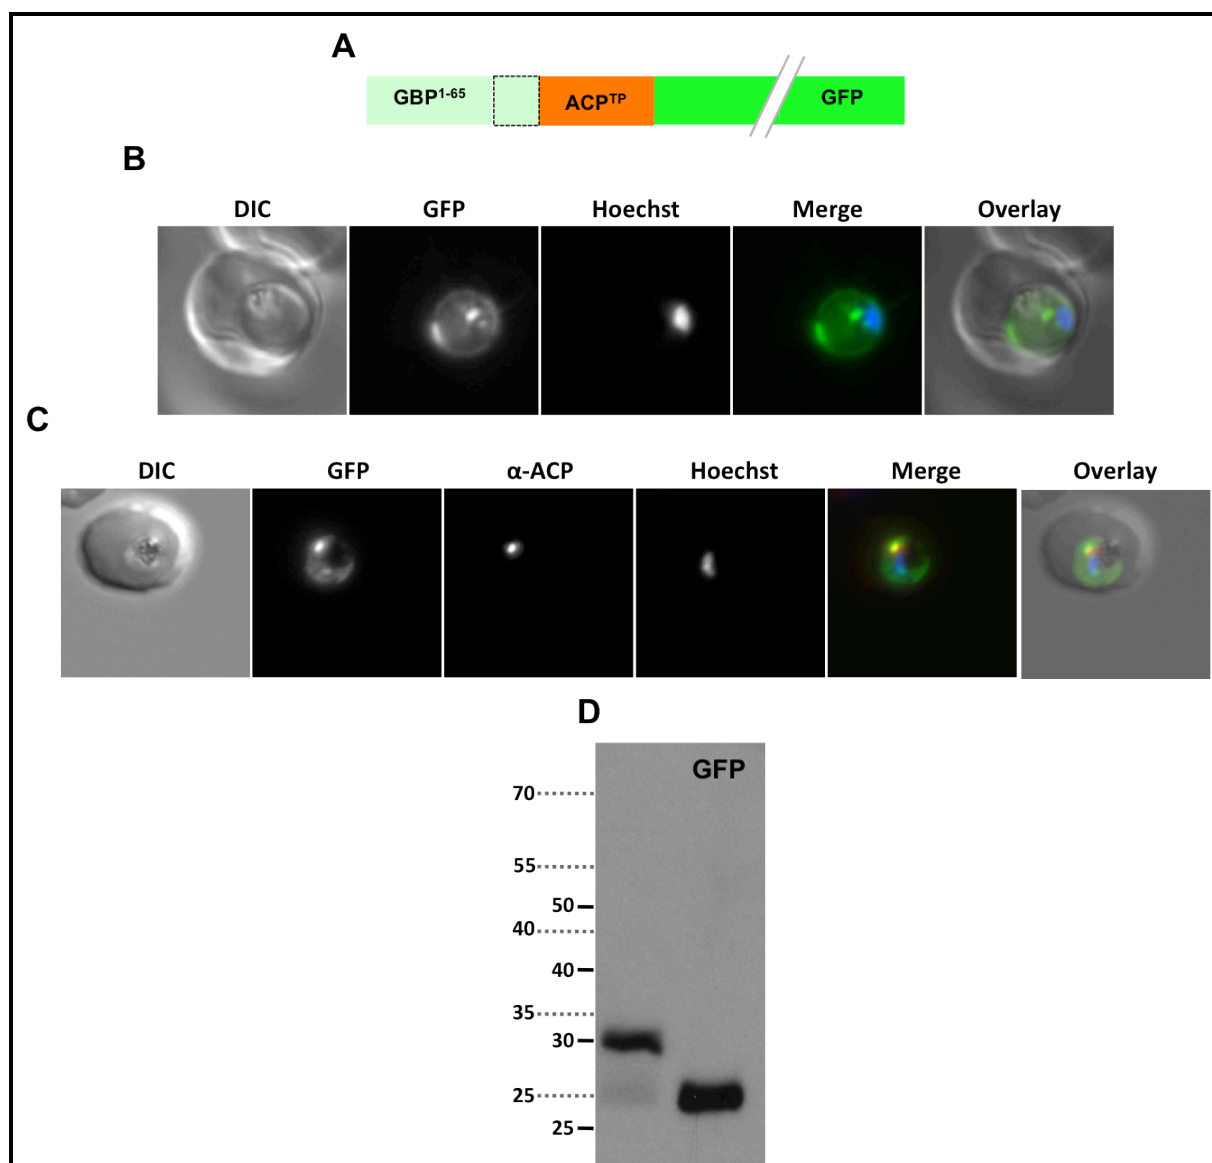 A
GBP1-65 ACPTP GFP
B
DIC GFP Hoechst Merge Overlay
C
DIC GFP α-ACP Hoechst Merge Overlay
D
GFP
70
55
50
40
40
35
30
25
25